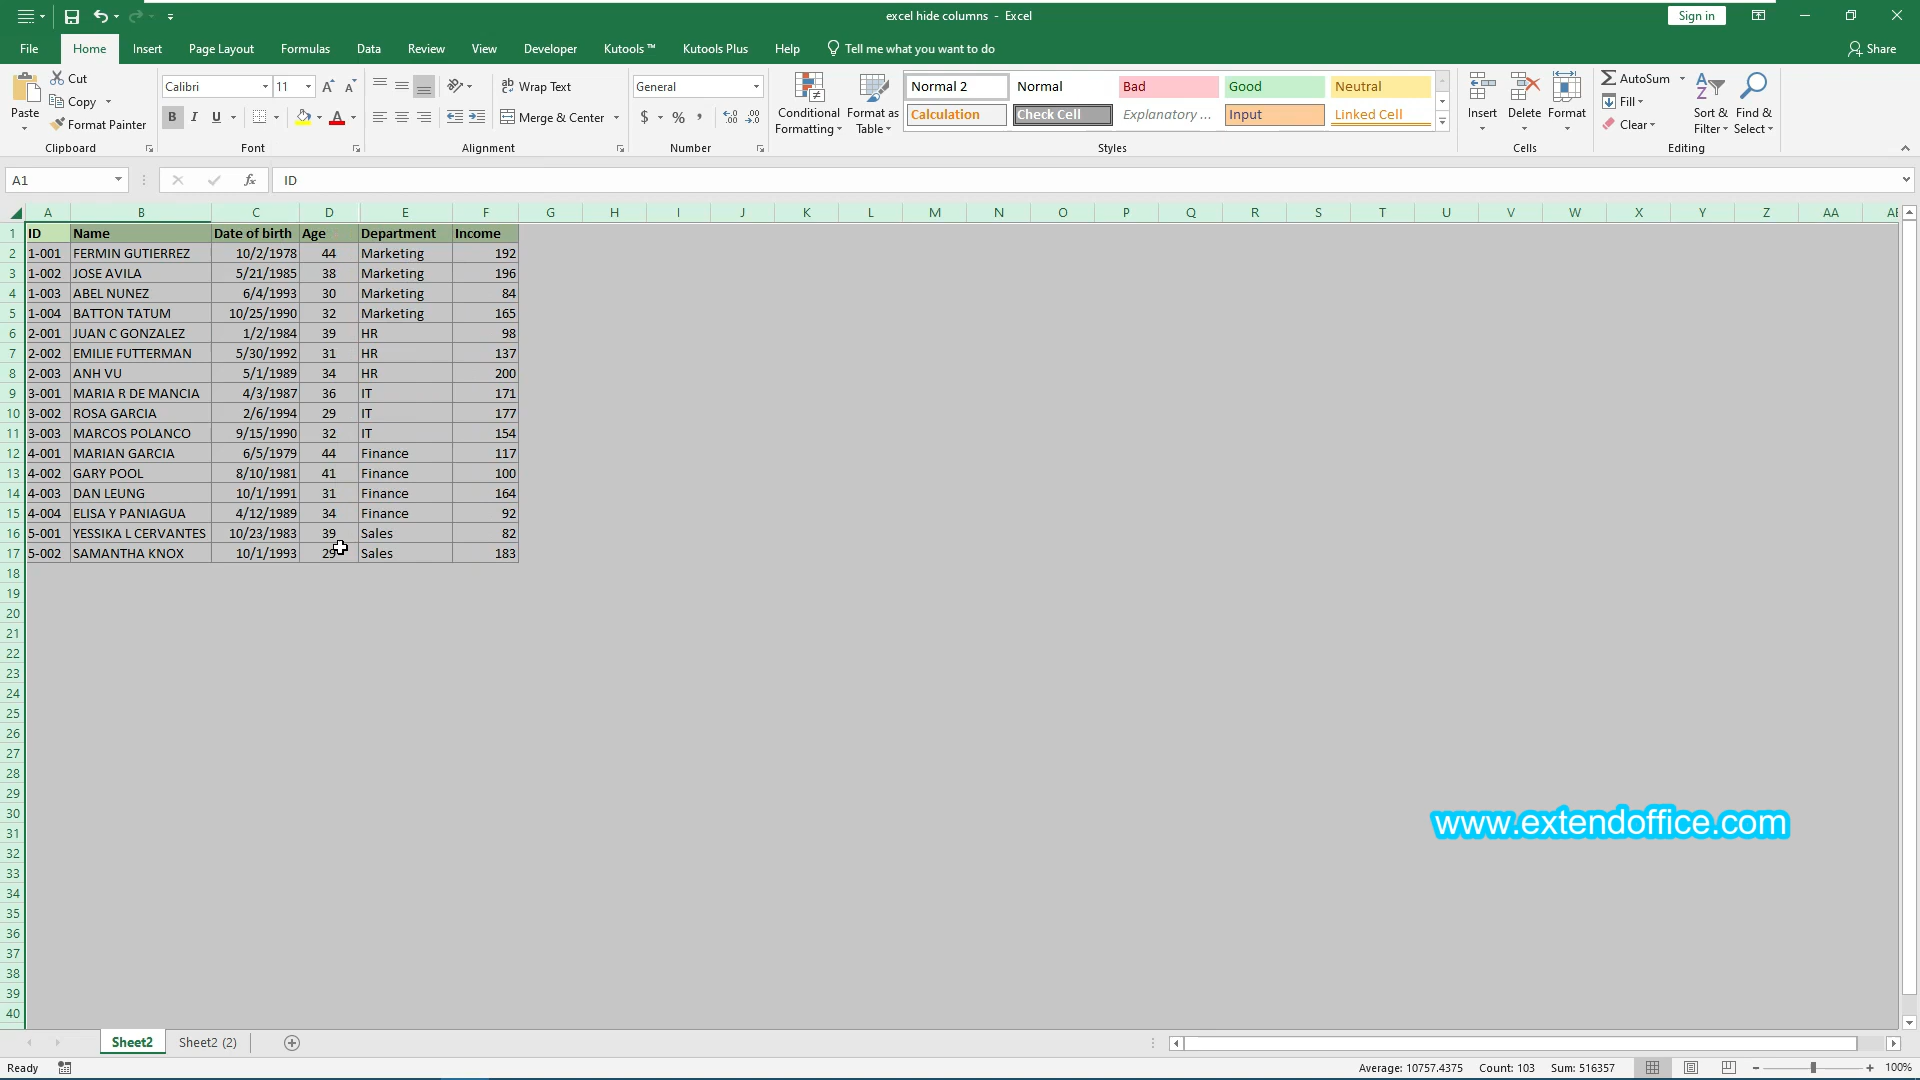 excel hide columns - Excel
Sign in
File Home Insert Page Layout Formulas Data Review View Developer Kutools ™ Kutools Plus Help Tell me what you want to do Share
Paste
Cut
Copy
Format Painter
Clipboard
Calibri 11
B I U
Font
Wrap Text
Merge & Center
Alignment
General
$ % ,
Number
Conditional Formatting
Format as Table
Normal 2 Normal Bad Good Neutral
Calculation Check Cell Explanatory ... Input Linked Cell
Styles
Insert Delete Format
Cells
AutoSum
Fill
Clear
Sort & Filter
Find & Select
Editing
A1 fx ID
A B C D E F G H I J K L M N O P Q R S T U V W X Y Z AA AE
1 ID Name Date of birth Age Department Income
2 1-001 FERMIN GUTIERREZ 10/2/1978 44 Marketing 192
3 1-002 JOSE AVILA 5/21/1985 38 Marketing 196
4 1-003 ABEL NUNEZ 6/4/1993 30 Marketing 84
5 1-004 BATTON TATUM 10/25/1990 32 Marketing 165
6 2-001 JUAN C GONZALEZ 1/2/1984 39 HR 98
7 2-002 EMILIE FUTTERMAN 5/30/1992 31 HR 137
8 2-003 ANH VU 5/1/1989 34 HR 200
9 3-001 MARIA R DE MANCIA 4/3/1987 36 IT 171
10 3-002 ROSA GARCIA 2/6/1994 29 IT 177
11 3-003 MARCOS POLANCO 9/15/1990 32 IT 154
12 4-001 MARIAN GARCIA 6/5/1979 44 Finance 117
13 4-002 GARY POOL 8/10/1981 41 Finance 100
14 4-003 DAN LEUNG 10/1/1991 31 Finance 164
15 4-004 ELISA Y PANIAGUA 4/12/1989 34 Finance 92
16 5-001 YESSIKA L CERVANTES 10/23/1983 39 Sales 82
17 5-002 SAMANTHA KNOX 10/1/1993 29 Sales 183
18
19
20
21
22
23
24
25
26
27
28
29
30
31
32
33
34
35
36
37
38
39
40
www.extendoffice.com
Sheet2 Sheet2 (2)
Ready Average: 10757.4375 Count: 103 Sum: 516357 100%